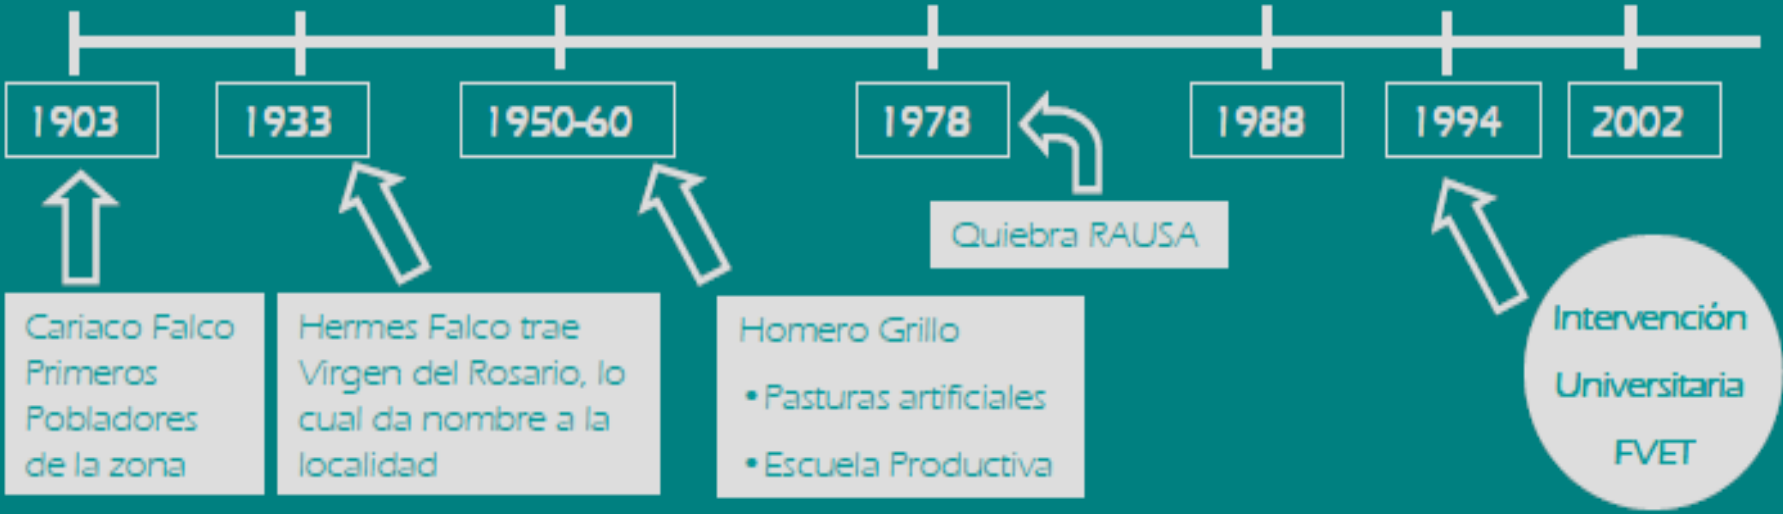 1903
1933
1950-60
1978
1988
1994
2002
Quiebra RAUSA
Cariaco Falco
Primeros
Pobladores
de la zona
Hermes Falco trae
Virgen del Rosario, lo
cual da nombre a la
localidad
Homero Grillo
•Pasturas artificiales
•Escuela Productiva
Intervención
Universitaria
FVET